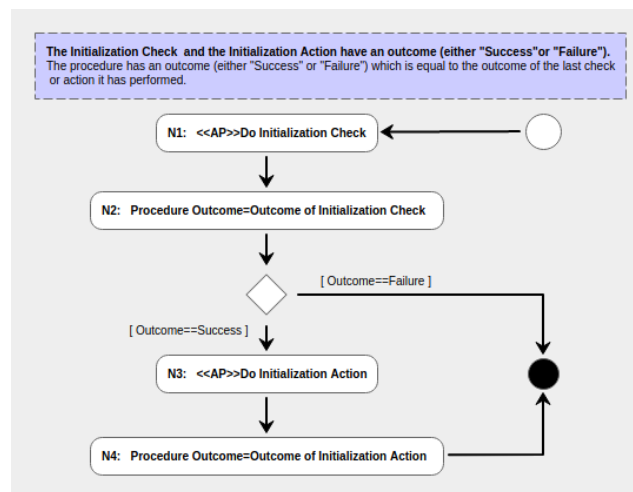 The Initialization Check and the Initialization Action have an outcome (either "Success"or "Failure").
The procedure has an outcome (either "Success" or "Failure") which is equal to the outcome of the last check
or action it has performed.
N1: <<AP>>Do Initialization Check
N2: Procedure Outcome=Outcome of Initialization Check
[ Outcome==Failure ]
[ Outcome==Success ]
N3: <<AP>>Do Initialization Action
N4: Procedure Outcome=Outcome of Initialization Action